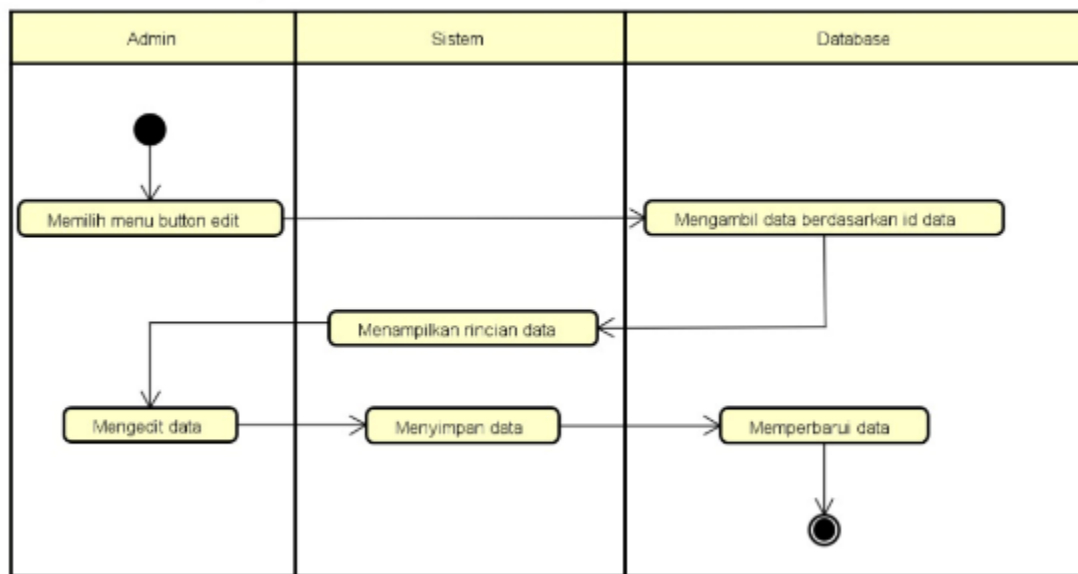 Admin
Sistem
Database
Memilih menu button edit
Mengambil data berdasarkan id data
Menampilkan rincian data
Mengedit data
Menyimpan data
Memperbarui data